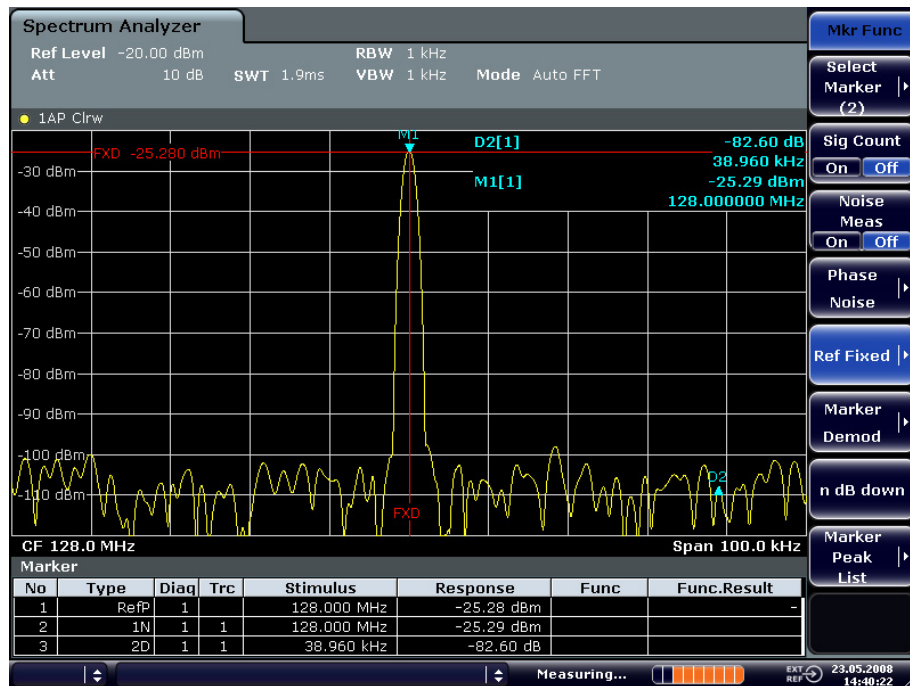 Spectrum Analyzer
Ref Level -20.00 dBm RBW 1 kHz
Att 10 dB SWT 1.9ms VBW 1 kHz Mode Auto FFT
1AP Clrw
M1
D2[1] -82.60 dB
38.960 kHz
M1[1] -25.29 dBm
128.000000 MHz
FXD -25.280 dBm
-30 dBm
-40 dBm
-50 dBm
-60 dBm
-70 dBm
-80 dBm
-90 dBm
-100 dBm
-110 dBm
D2
FXD
CF 128.0 MHz Span 100.0 kHz
Marker
No Type Diag Trc Stimulus Response Func Func.Result
1 RefP 1 128.000 MHz -25.28 dBm -
2 1N 1 1 128.000 MHz -25.29 dBm
3 2D 1 1 38.960 kHz -82.60 dB
Measuring...
EXT
REF
23.05.2008
14:40:22
Mkr Func
Select
Marker
(2)
Sig Count
On Off
Noise
Meas
On Off
Phase
Noise
Ref Fixed
Marker
Demod
n dB down
Marker
Peak
List